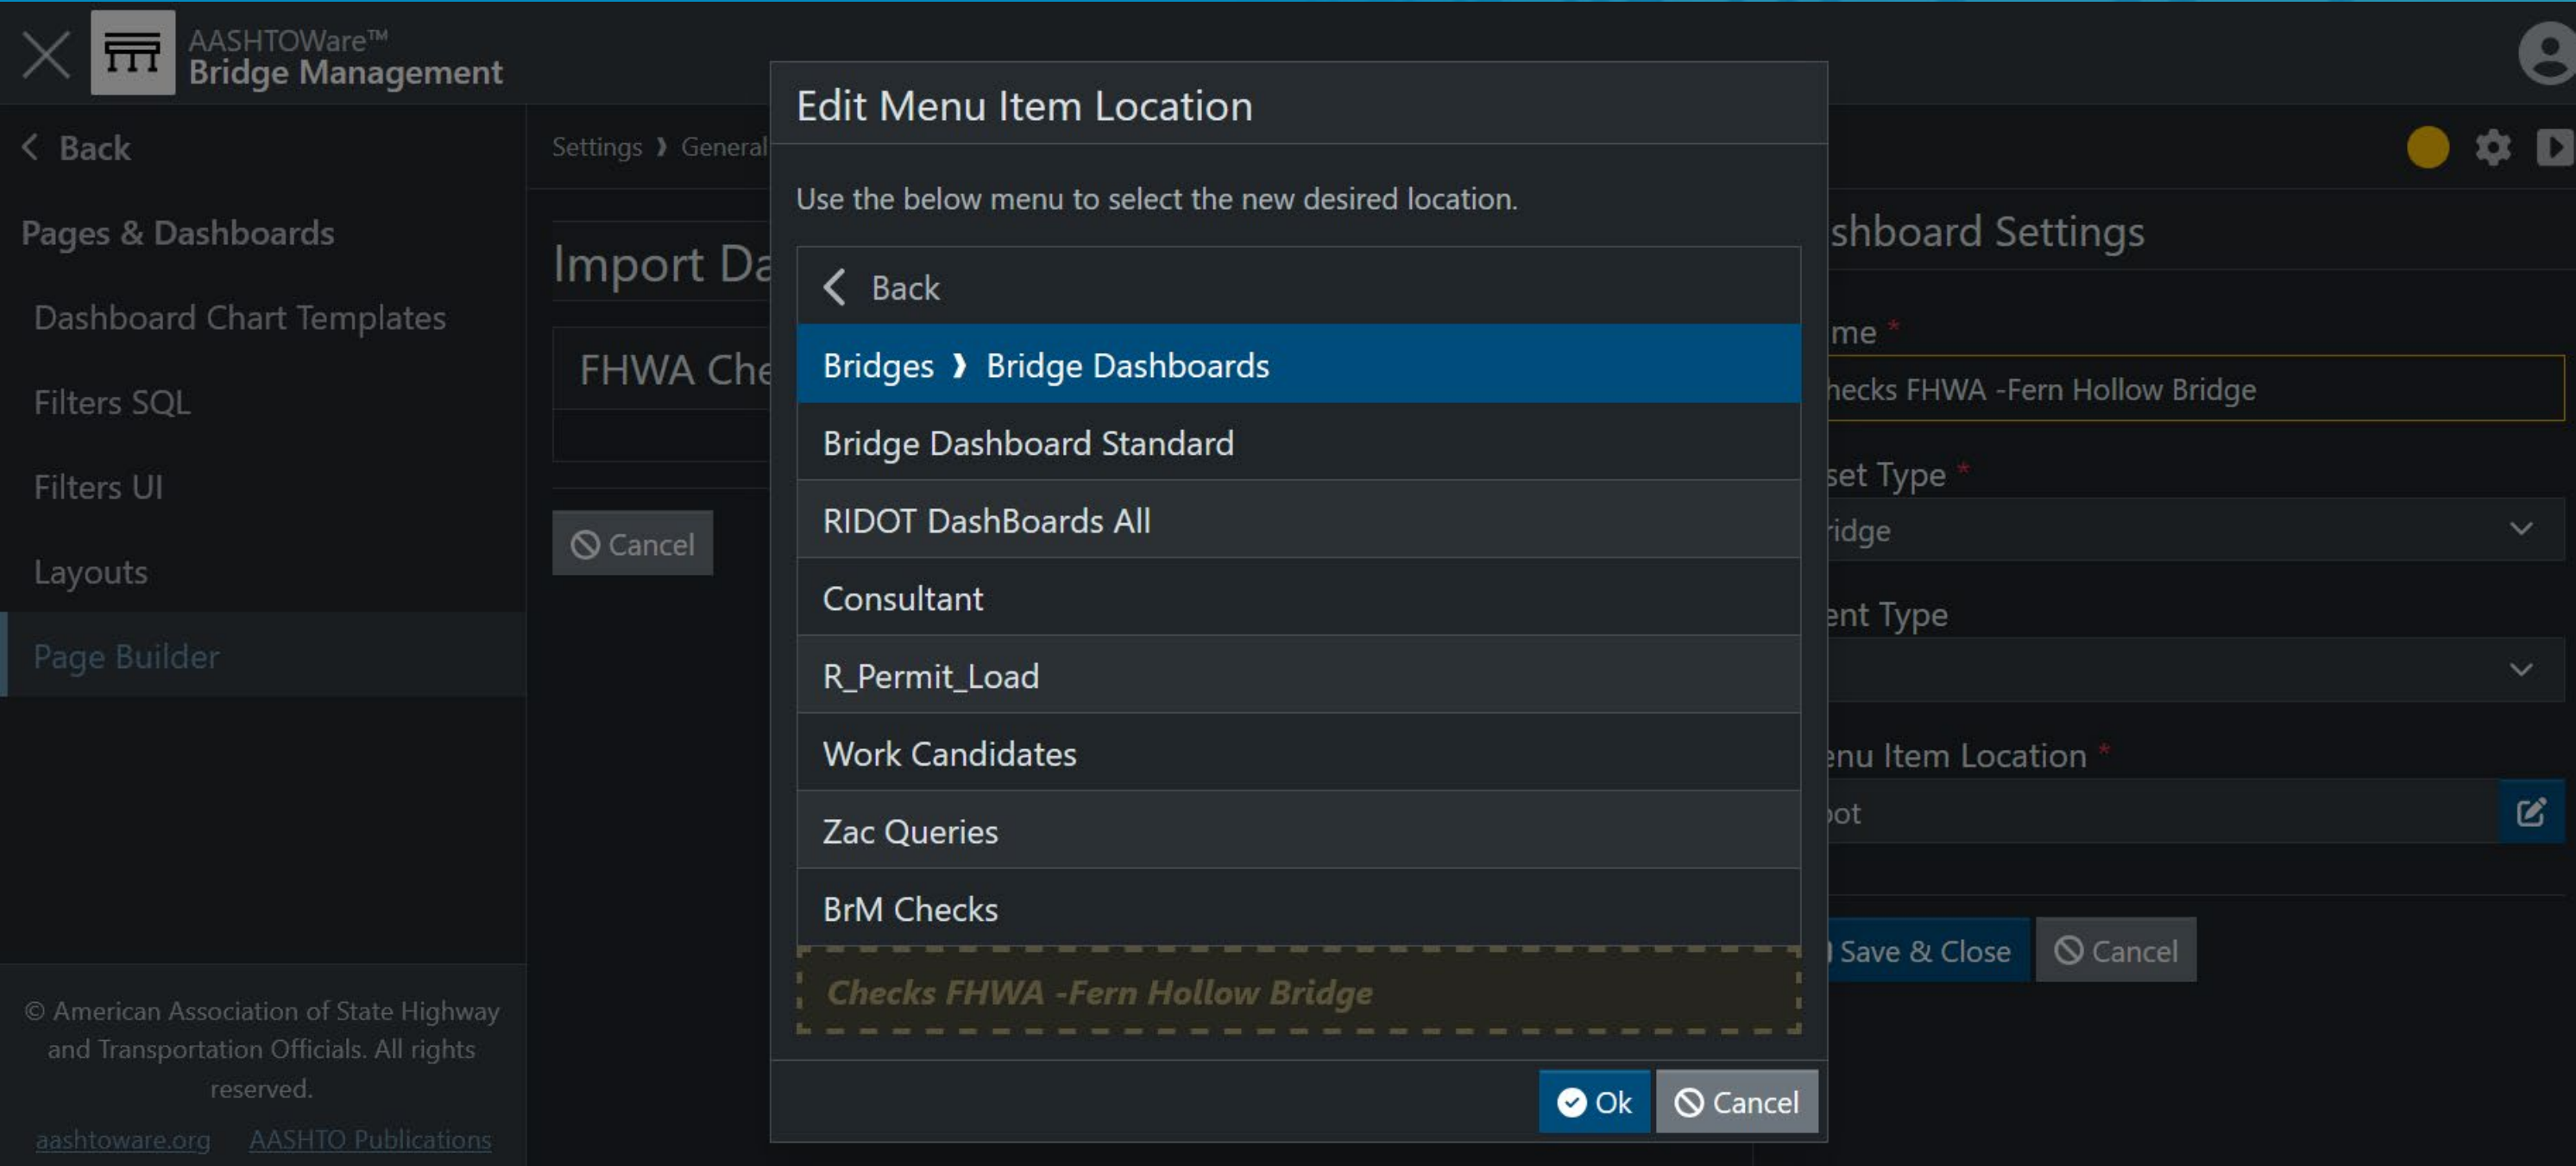 AASHTOWare™
Bridge Management
Back
Pages & Dashboards
Dashboard Chart Templates
Filters SQL
Filters UI
Layouts
Page Builder
© American Association of State Highway
and Transportation Officials. All rights
reserved.
aashtoware.org AASHTO Publications
Settings ❱ General
Import Da
FHWA Che
Cancel
Edit Menu Item Location
Use the below menu to select the new desired location.
Back
Bridges ❱ Bridge Dashboards
Bridge Dashboard Standard
RIDOT DashBoards All
Consultant
R_Permit_Load
Work Candidates
Zac Queries
BrM Checks
Checks FHWA -Fern Hollow Bridge
Ok Cancel
shboard Settings
me *
hecks FHWA -Fern Hollow Bridge
set Type *
ridge
ent Type
enu Item Location *
oot
Save & Close Cancel